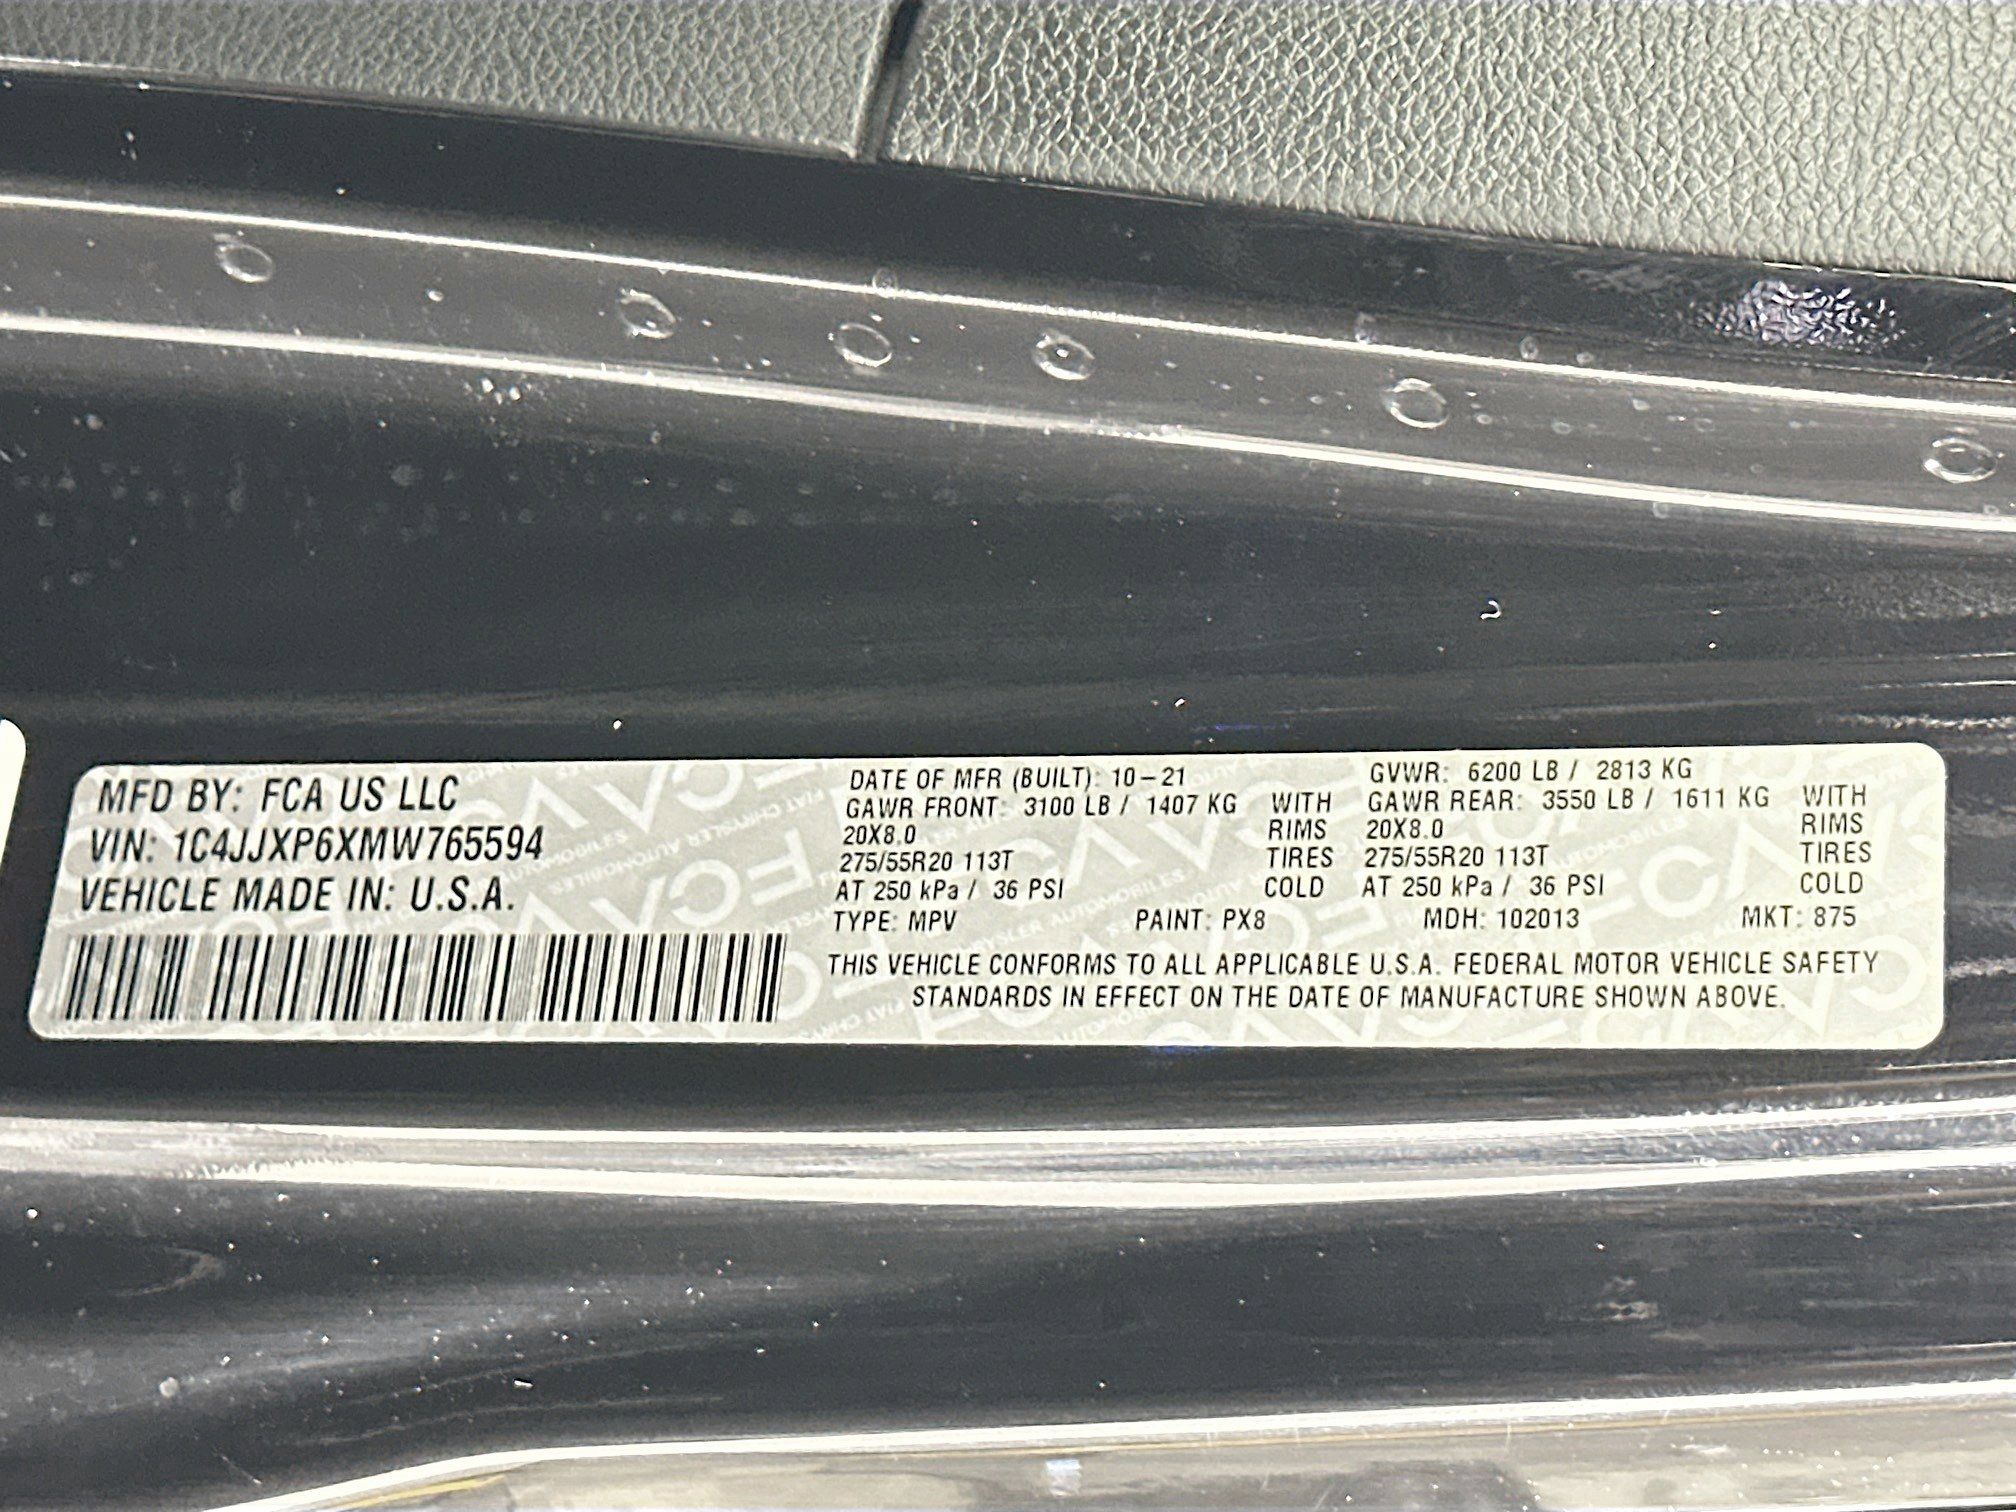 MFD BY: FCA US LLC
VIN: 1C4JJXP6XMW765594
VEHICLE MADE IN: U.S.A.
DATE OF MFR (BUILT): 10-21 GVWR: 6200 LB / 2813 KG
GAWR FRONT: 3100 LB / 1407 KG WITH GAWR REAR: 3550 LB / 1611 KG WITH
20X8.0 RIMS 20X8.0 RIMS
275/55R20 113T TIRES 275/55R20 113T TIRES
AT 250 kPa / 36 PSI COLD AT 250 kPa / 36 PSI COLD
TYPE: MPV PAINT: PX8 MDH: 102013 MKT: 875
THIS VEHICLE CONFORMS TO ALL APPLICABLE U.S.A. FEDERAL MOTOR VEHICLE SAFETY
STANDARDS IN EFFECT ON THE DATE OF MANUFACTURE SHOWN ABOVE.